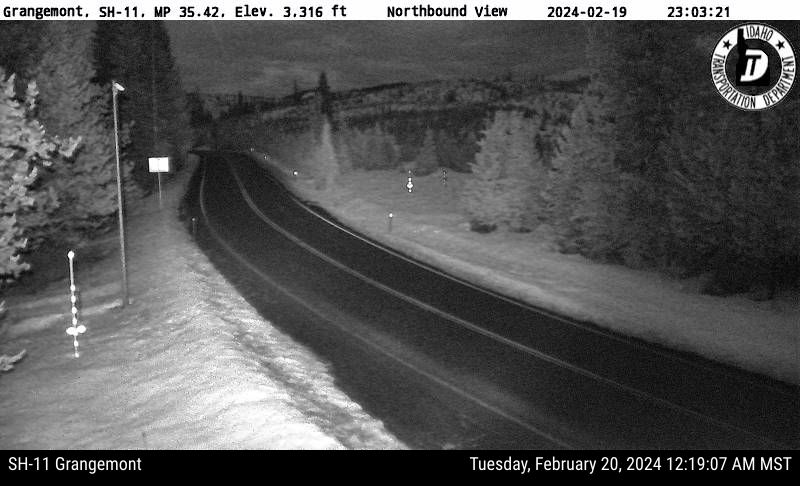 Grangemont, SH-11, MP 35.42, Elev. 3,316 ft Northbound View 2024-02-19 23:03:21
IDAHO
TRANSPORTATION DEPARTMENT
SH-11 Grangemont Tuesday, February 20, 2024 12:19:07 AM MST